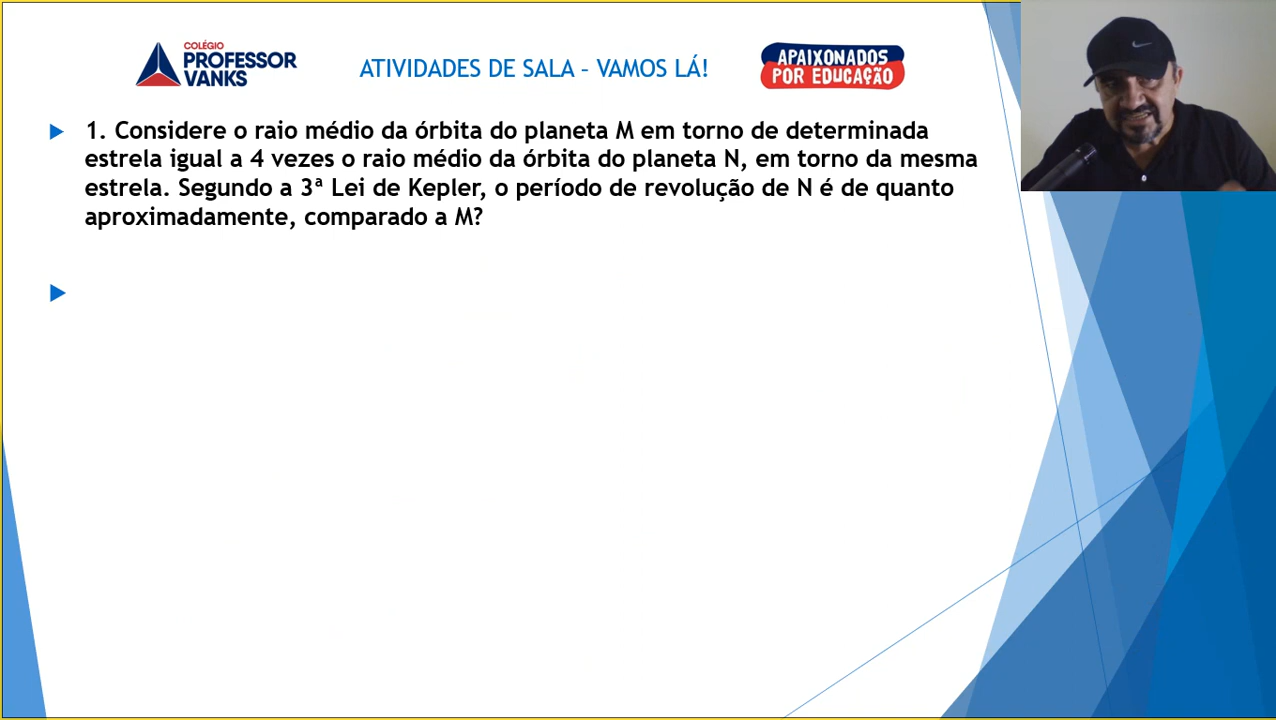 COLÉGIO
PROFESSOR
VANKS
ATIVIDADES DE SALA – VAMOS LÁ!
APAIXONADOS
POR EDUCAÇÃO
1. Considere o raio médio da órbita do planeta M em torno de determinada
estrela igual a 4 vezes o raio médio da órbita do planeta N, em torno da mesma
estrela. Segundo a 3ª Lei de Kepler, o período de revolução de N é de quanto
aproximadamente, comparado a M?